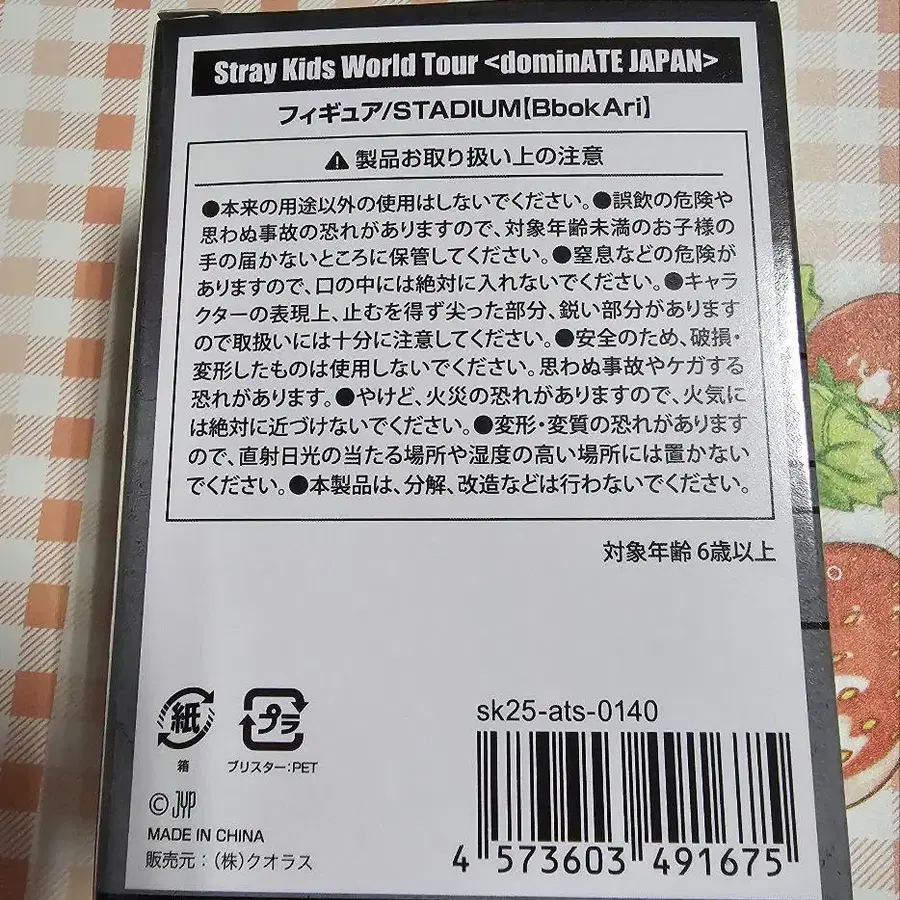 Stray Kids World Tour <dominATE JAPAN>
フィギュア/STADIUM【BbokAri】
⚠ 製品お取り扱い上の注意
●本来の用途以外の使用はしないでください。●誤飲の危険や
思わぬ事故の恐れがありますので、対象年齢未満のお子様の
手の届かないところに保管してください。●窒息などの危険が
ありますので、口の中には絶対に入れないでください。●キャラ
クターの表現上、止むを得ず尖った部分、鋭い部分があります
ので取扱いには十分に注意してください。●安全のため、破損・
変形したものは使用しないでください。思わぬ事故やケガする
恐れがあります。●やけど、火災の恐れがありますので、火気に
は絶対に近づけないでください。●変形・変質の恐れがあります
ので、直射日光の当たる場所や湿度の高い場所には置かない
でください。●本製品は、分解、改造などは行わないでください。
対象年齢 6歳以上
紙
箱
プラ
ブリスター:PET
sk25-ats-0140
© JYP
MADE IN CHINA
販売元：(株)クオラス
4 573603 491675